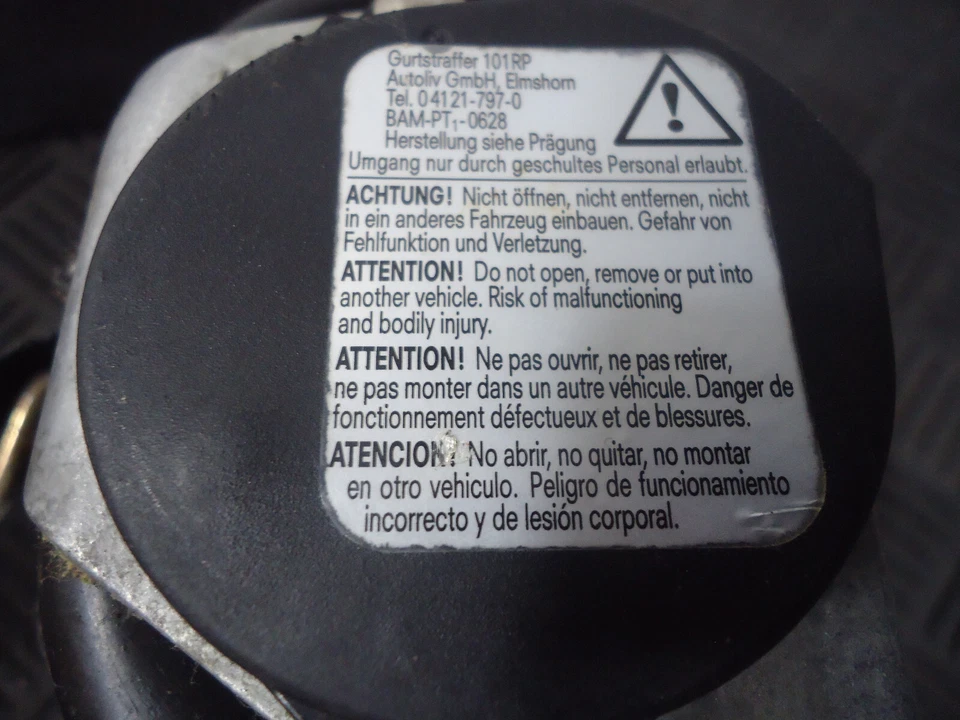 Gurtstraffer 101RP
Autoliv GmbH, Elmshorn
Tel. 04121-797-0
BAM-PT₁-0628
Herstellung siehe Prägung
Umgang nur durch geschultes Personal erlaubt.
ACHTUNG! Nicht öffnen, nicht entfernen, nicht
in ein anderes Fahrzeug einbauen. Gefahr von
Fehlfunktion und Verletzung.
ATTENTION! Do not open, remove or put into
another vehicle. Risk of malfunctioning
and bodily injury.
ATTENTION! Ne pas ouvrir, ne pas retirer,
ne pas monter dans un autre véhicule. Danger de
fonctionnement défectueux et de blessures.
ATENCION! No abrir, no quitar, no montar
en otro vehiculo. Peligro de funcionamiento
incorrecto y de lesión corporal.